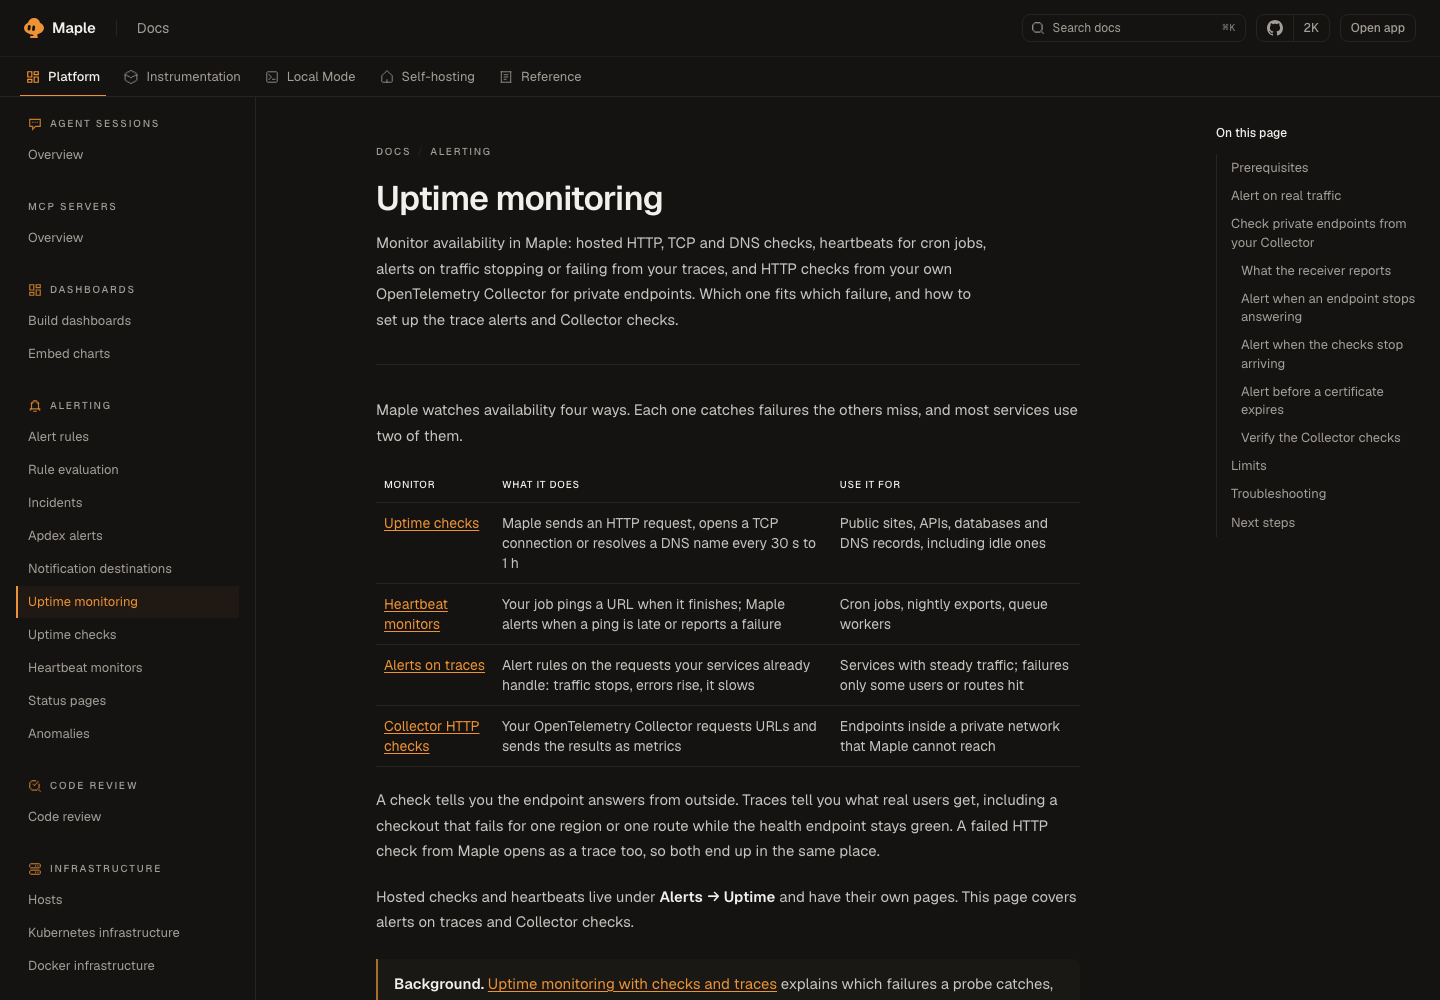 Maple
Docs
Search docs
⌘K
2K
Open app
Platform
Instrumentation
Local Mode
Self-hosting
Reference
AGENT SESSIONS
Overview
MCP SERVERS
Overview
DASHBOARDS
Build dashboards
Embed charts
ALERTING
Alert rules
Rule evaluation
Incidents
Apdex alerts
Notification destinations
Uptime monitoring
Uptime checks
Heartbeat monitors
Status pages
Anomalies
CODE REVIEW
Code review
INFRASTRUCTURE
Hosts
Kubernetes infrastructure
Docker infrastructure
DOCS / ALERTING
Uptime monitoring
Monitor availability in Maple: hosted HTTP, TCP and DNS checks, heartbeats for cron jobs,
alerts on traffic stopping or failing from your traces, and HTTP checks from your own
OpenTelemetry Collector for private endpoints. Which one fits which failure, and how to
set up the trace alerts and Collector checks.
Maple watches availability four ways. Each one catches failures the others miss, and most services use
two of them.
MONITOR
WHAT IT DOES
USE IT FOR
Uptime checks
Maple sends an HTTP request, opens a TCP
connection or resolves a DNS name every 30 s to
1 h
Public sites, APIs, databases and
DNS records, including idle ones
Heartbeat
monitors
Your job pings a URL when it finishes; Maple
alerts when a ping is late or reports a failure
Cron jobs, nightly exports, queue
workers
Alerts on traces
Alert rules on the requests your services already
handle: traffic stops, errors rise, it slows
Services with steady traffic; failures
only some users or routes hit
Collector HTTP
checks
Your OpenTelemetry Collector requests URLs and
sends the results as metrics
Endpoints inside a private network
that Maple cannot reach
A check tells you the endpoint answers from outside. Traces tell you what real users get, including a
checkout that fails for one region or one route while the health endpoint stays green. A failed HTTP
check from Maple opens as a trace too, so both end up in the same place.
Hosted checks and heartbeats live under Alerts → Uptime and have their own pages. This page covers
alerts on traces and Collector checks.
Background. Uptime monitoring with checks and traces explains which failures a probe catches,
On this page
Prerequisites
Alert on real traffic
Check private endpoints from
your Collector
What the receiver reports
Alert when an endpoint stops
answering
Alert when the checks stop
arriving
Alert before a certificate
expires
Verify the Collector checks
Limits
Troubleshooting
Next steps